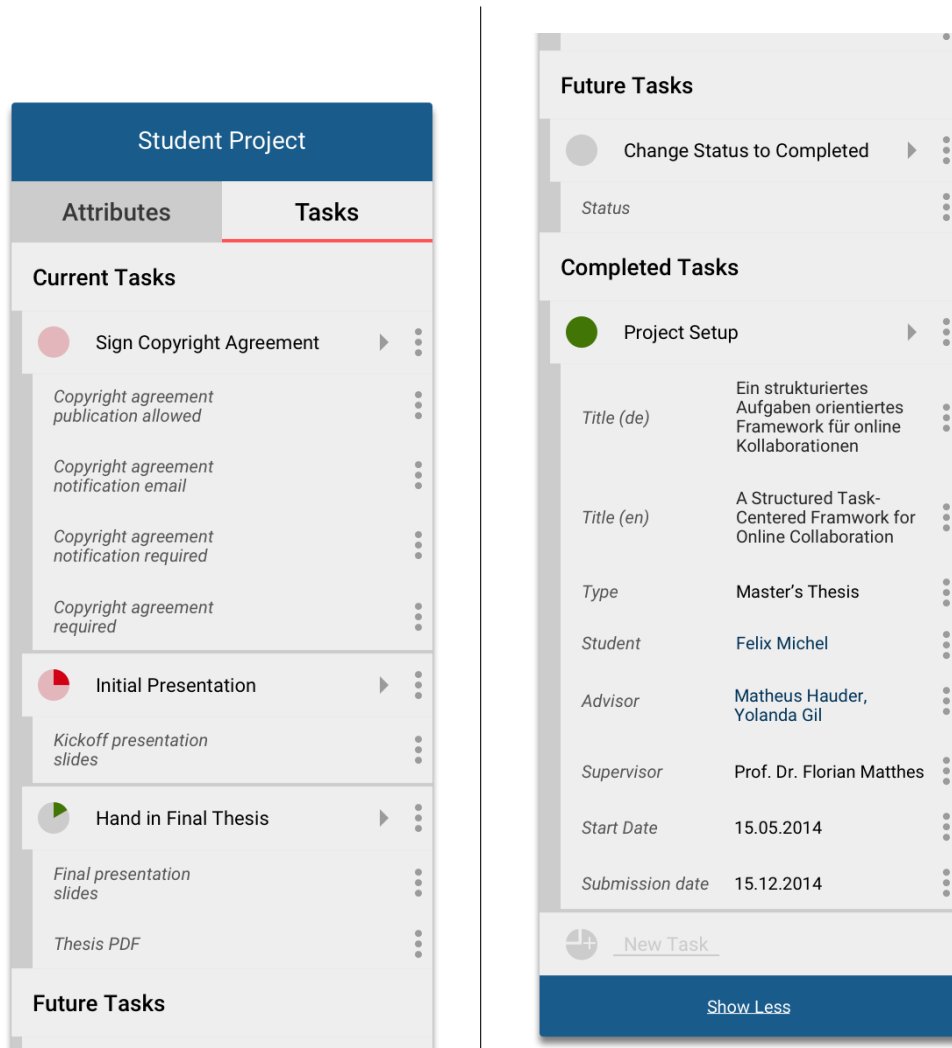 Student Project
Attributes Tasks
Current Tasks
Sign Copyright Agreement
Copyright agreement
publication allowed
Copyright agreement
notification email
Copyright agreement
notification required
Copyright agreement
required
Initial Presentation
Kickoff presentation
slides
Hand in Final Thesis
Final presentation
slides
Thesis PDF
Future Tasks
Future Tasks
Change Status to Completed
Status
Completed Tasks
Project Setup
Title (de)
Ein strukturiertes
Aufgaben orientiertes
Framework für online
Kollaborationen
Title (en)
A Structured Task-
Centered Framwork for
Online Collaboration
Type Master's Thesis
Student Felix Michel
Advisor
Matheus Hauder,
Yolanda Gil
Supervisor Prof. Dr. Florian Matthes
Start Date 15.05.2014
Submission date 15.12.2014
New Task
Show Less